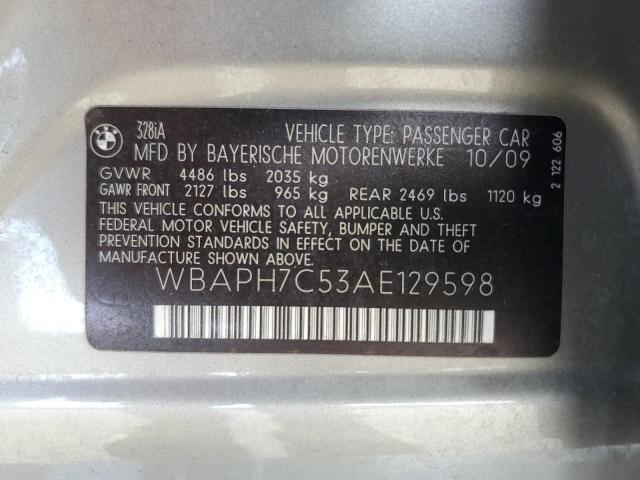 BMW
328iA
VEHICLE TYPE: PASSENGER CAR
MFD BY BAYERISCHE MOTORENWERKE 10/09
GVWR 4486 lbs 2035 kg
GAWR FRONT 2127 lbs 965 kg REAR 2469 lbs 1120 kg
THIS VEHICLE CONFORMS TO ALL APPLICABLE U.S.
FEDERAL MOTOR VEHICLE SAFETY, BUMPER AND THEFT
PREVENTION STANDARDS IN EFFECT ON THE DATE OF
MANUFACTURE SHOWN ABOVE.
WBAPH7C53AE129598
2 122 606